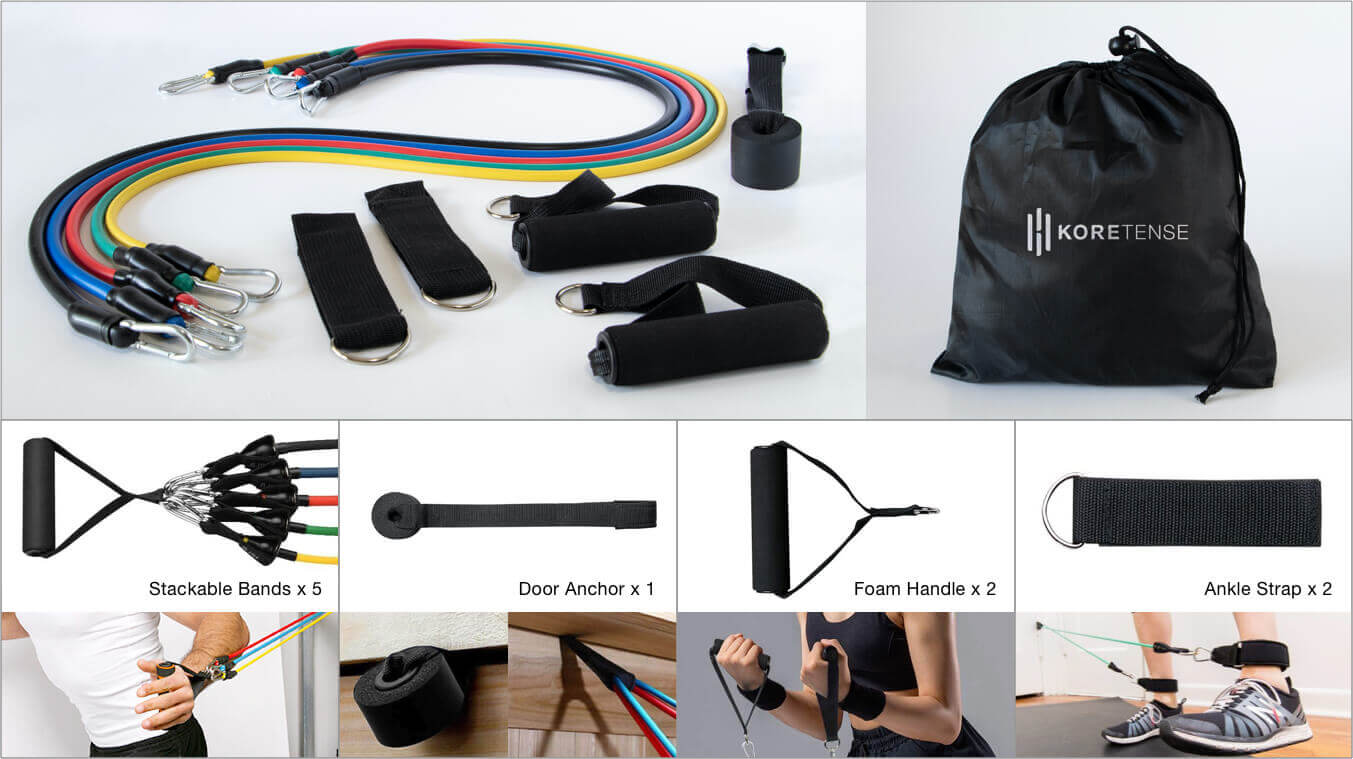 KORETENSE
Stackable Bands x 5
Door Anchor x 1
Foam Handle x 2
Ankle Strap x 2